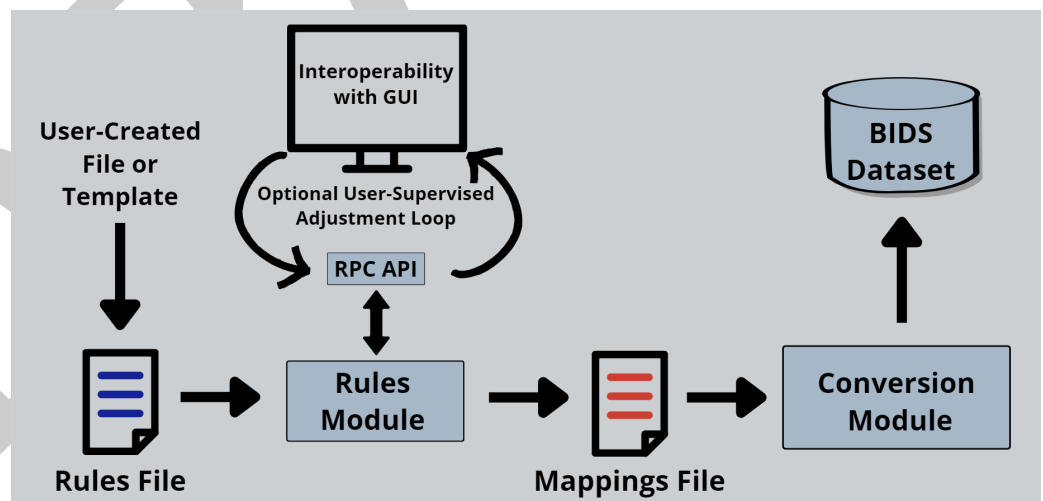 User-Created
File or
Template
Interoperability
with GUI
Optional User-Supervised
Adjustment Loop
RPC API
BIDS
Dataset
Rules
Module
Conversion
Module
Rules File
Mappings File